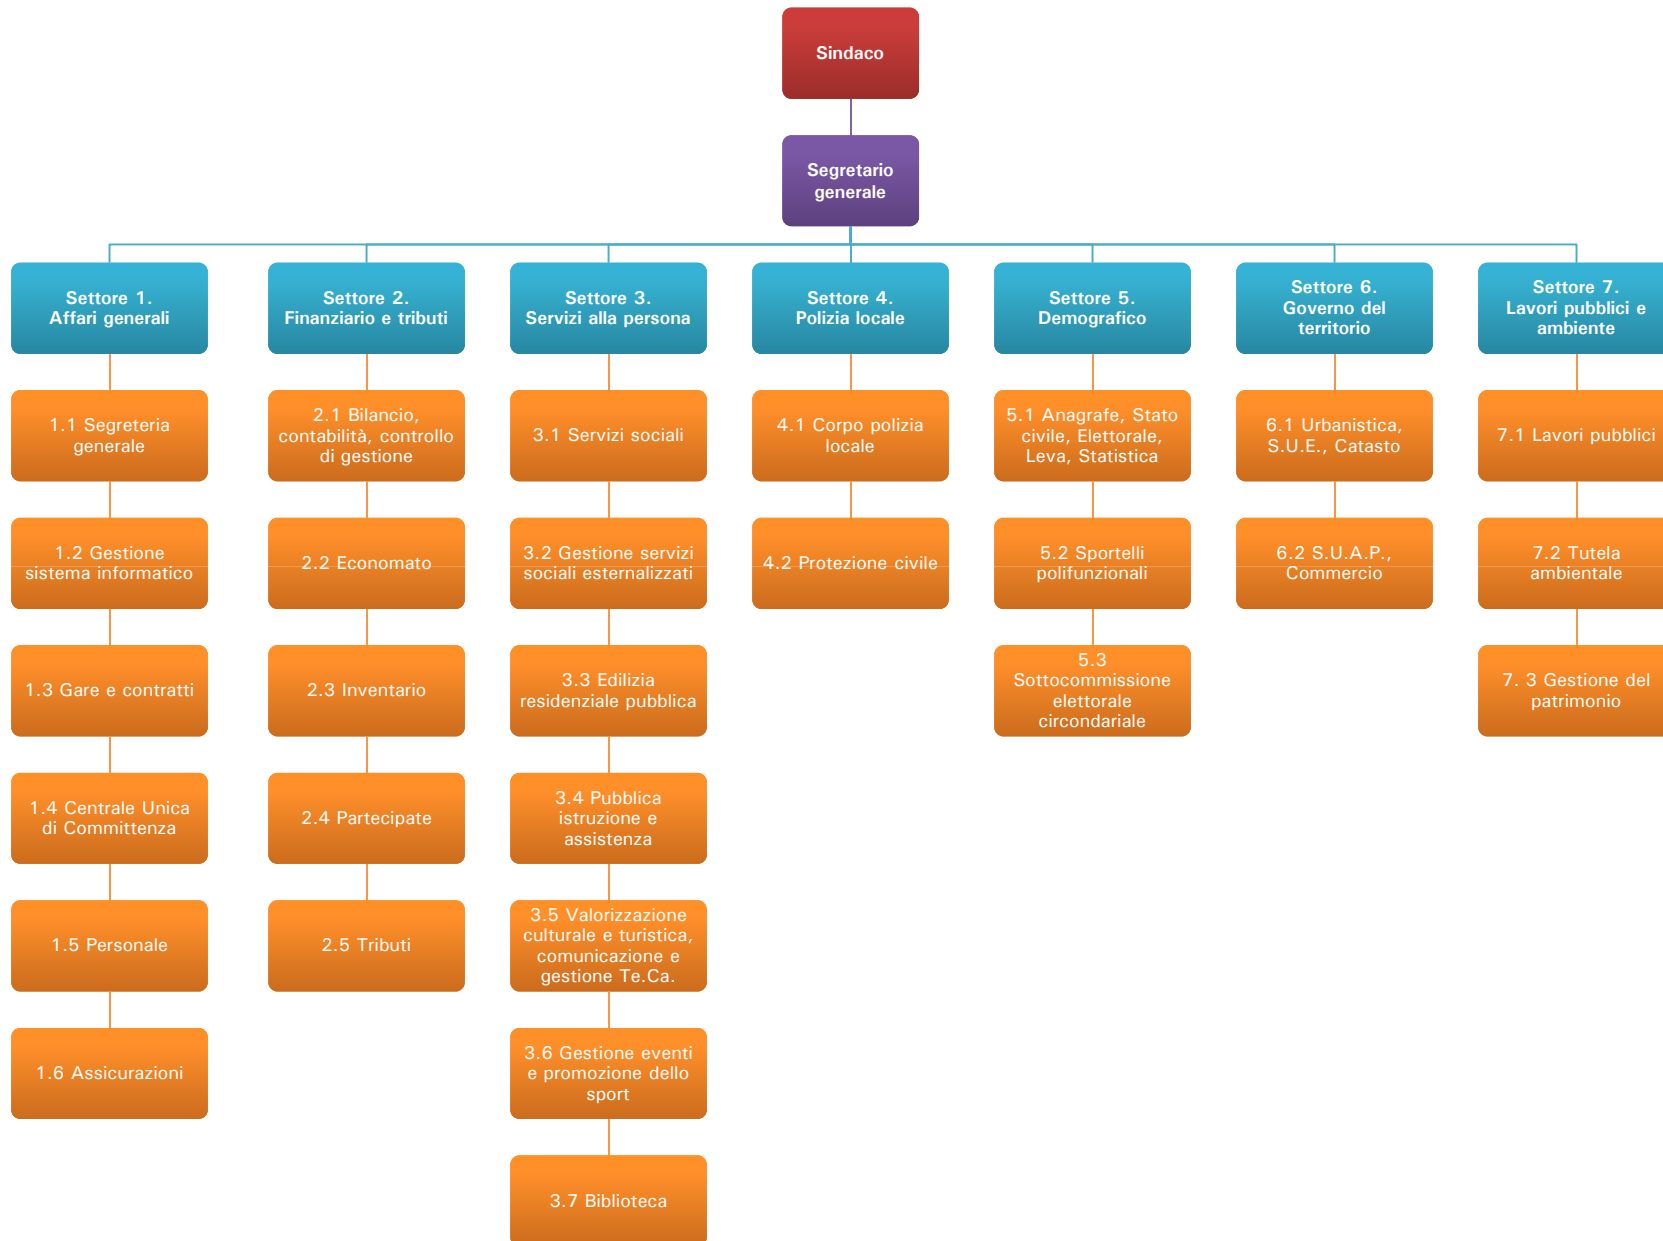 Sindaco
Segretario
generale
Settore 1.
Affari generali
Settore 2.
Finanziario e tributi
Settore 3.
Servizi alla persona
Settore 4.
Polizia locale
Settore 5.
Demografico
Settore 6.
Governo del
territorio
Settore 7.
Lavori pubblici e
ambiente
1.1 Segreteria
generale
1.2 Gestione
sistema informatico
1.3 Gare e contratti
1.4 Centrale Unica
di Committenza
1.5 Personale
1.6 Assicurazioni
2.1 Bilancio,
contabilità, controllo
di gestione
2.2 Economato
2.3 Inventario
2.4 Partecipate
2.5 Tributi
3.1 Servizi sociali
3.2 Gestione servizi
sociali esternalizzati
3.3 Edilizia
residenziale pubblica
3.4 Pubblica
istruzione e
assistenza
3.5 Valorizzazione
culturale e turistica,
comunicazione e
gestione Te.Ca.
3.6 Gestione eventi
e promozione dello
sport
3.7 Biblioteca
4.1 Corpo polizia
locale
4.2 Protezione civile
5.1 Anagrafe, Stato
civile, Elettorale,
Leva, Statistica
5.2 Sportelli
polifunzionali
5.3
Sottocommissione
elettorale
circondariale
6.1 Urbanistica,
S.U.E., Catasto
6.2 S.U.A.P.,
Commercio
7.1 Lavori pubblici
7.2 Tutela
ambientale
7. 3 Gestione del
patrimonio